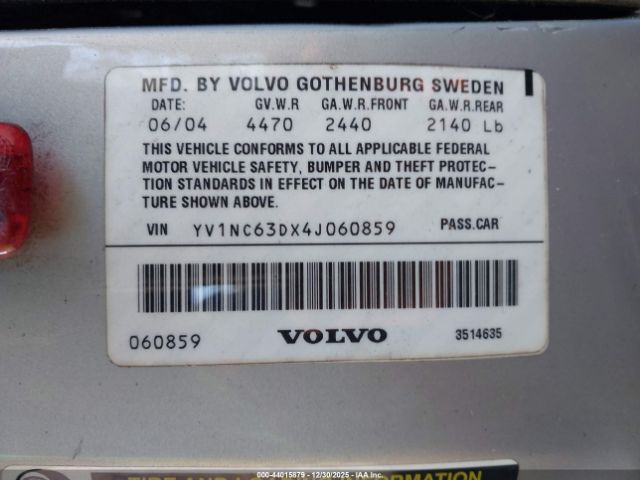 MFD. BY VOLVO GOTHENBURG SWEDEN
DATE: GV.W.R GA.W.R.FRONT GA.W.R.REAR
06/04 4470 2440 2140 Lb
THIS VEHICLE CONFORMS TO ALL APPLICABLE FEDERAL
MOTOR VEHICLE SAFETY, BUMPER AND THEFT PROTEC-
TION STANDARDS IN EFFECT ON THE DATE OF MANUFAC-
TURE SHOWN ABOVE.
VIN YV1NC63DX4J060859 PASS.CAR
060859 VOLVO 3514635
TIRE AND
000-44015879 - 12/30/2025 - IAA Inc.